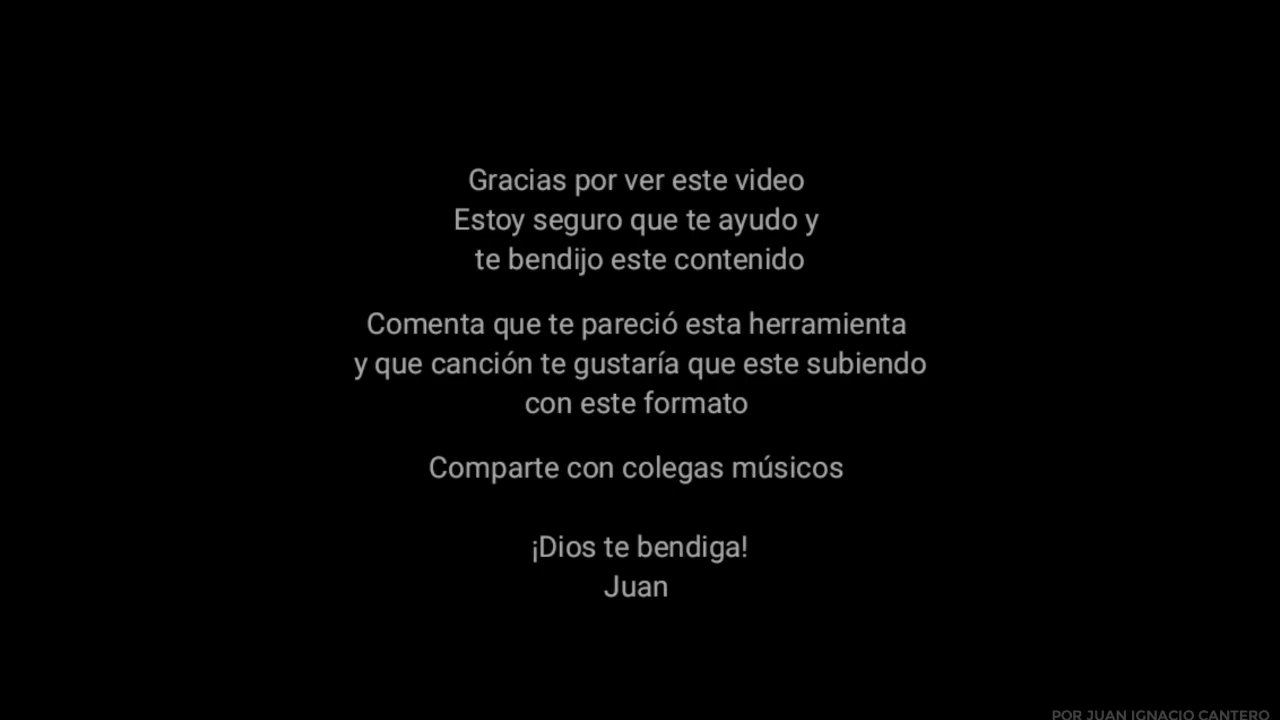 Gracias por ver este video
Estoy seguro que te ayudo y
te bendijo este contenido
Comenta que te pareció esta herramienta
y que canción te gustaría que este subiendo
con este formato
Comparte con colegas músicos
¡Dios te bendiga!
Juan
POR JUAN IGNACIO CANTERO